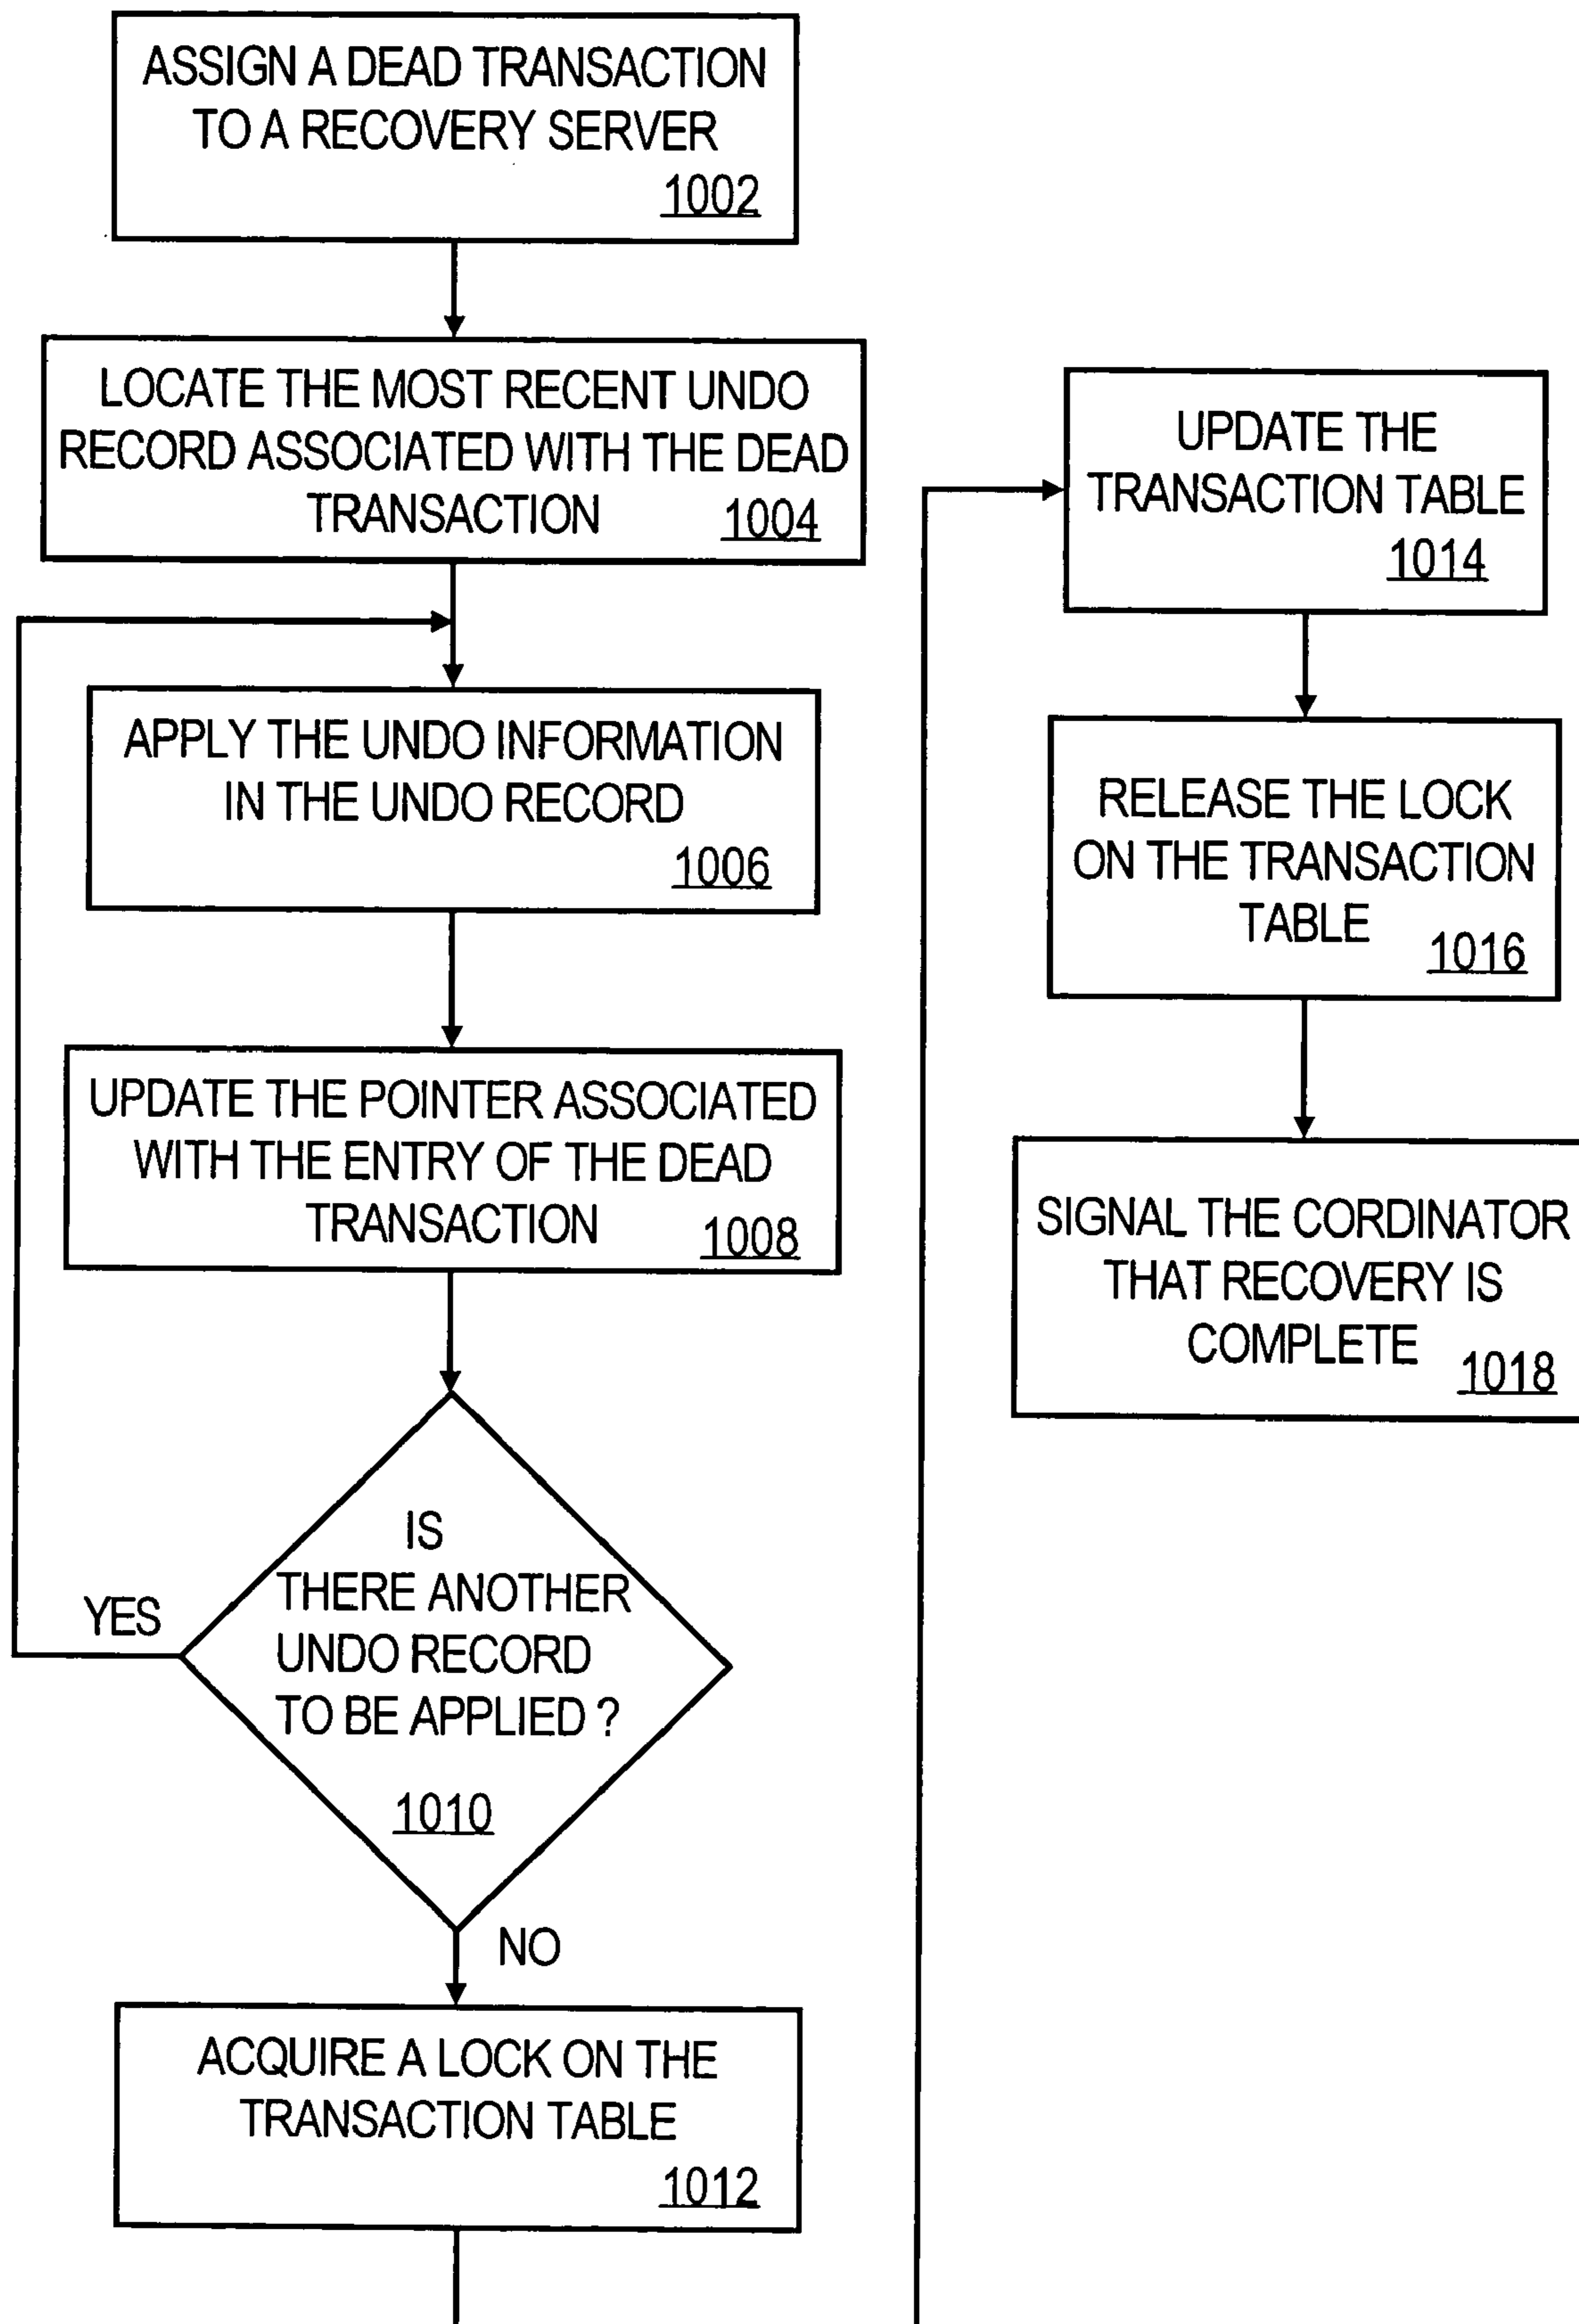 ASSIGN A DEAD TRANSACTION
TO A RECOVERY SERVER
1002
LOCATE THE MOST RECENT UNDO
RECORD ASSOCIATED WITH THE DEAD
TRANSACTION 1004
APPLY THE UNDO INFORMATION
IN THE UNDO RECORD
1006
UPDATE THE POINTER ASSOCIATED
WITH THE ENTRY OF THE DEAD
TRANSACTION 1008
IS
THERE ANOTHER
UNDO RECORD
TO BE APPLIED ?
1010
YES
NO
ACQUIRE A LOCK ON THE
TRANSACTION TABLE
1012
UPDATE THE
TRANSACTION TABLE
1014
RELEASE THE LOCK
ON THE TRANSACTION
TABLE 1016
SIGNAL THE CORDINATOR
THAT RECOVERY IS
COMPLETE 1018